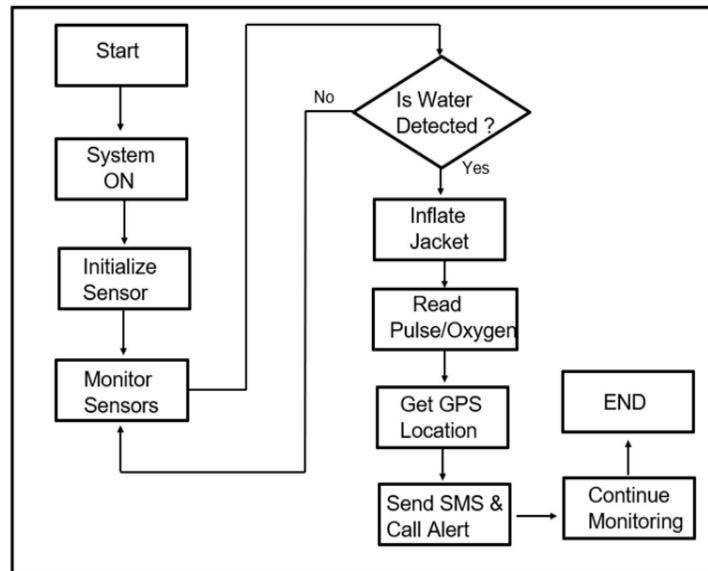 Start
System
ON
Initialize
Sensor
Monitor
Sensors
No
Is Water
Detected ?
Yes
Inflate
Jacket
Read
Pulse/Oxygen
Get GPS
Location
Send SMS &
Call Alert
Continue
Monitoring
END